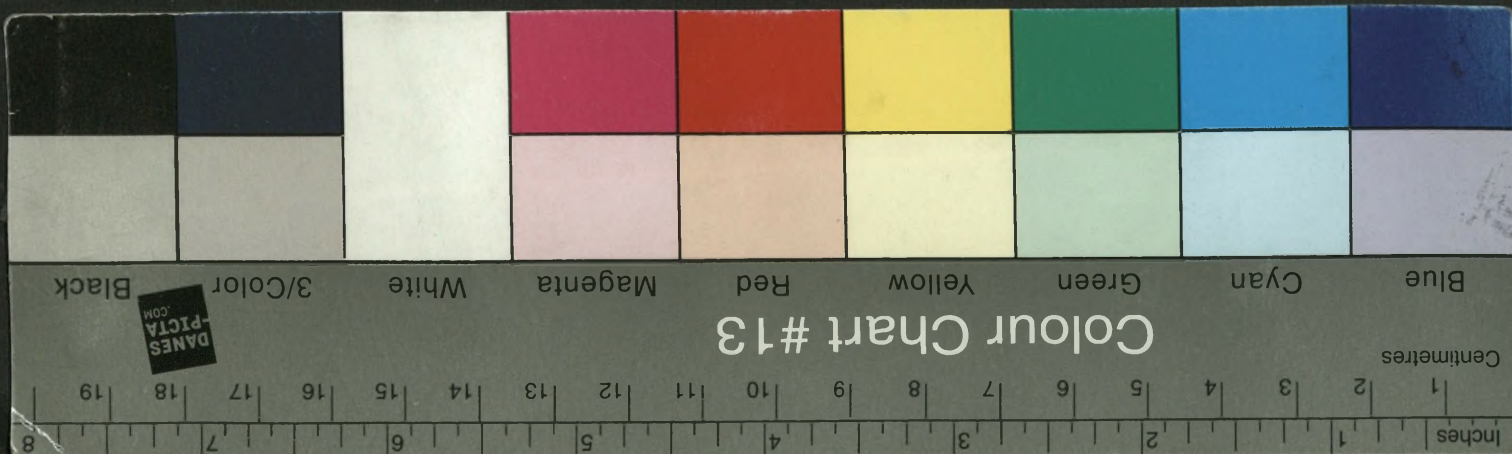 Inches 1 2 3 4 5 6 7 8
Centimetres 1 2 3 4 5 6 7 8 9 10 11 12 13 14 15 16 17 18 19
Colour Chart #13
DANES
-PICTA
.COM
Blue Cyan Green Yellow Red Magenta White 3/Color Black